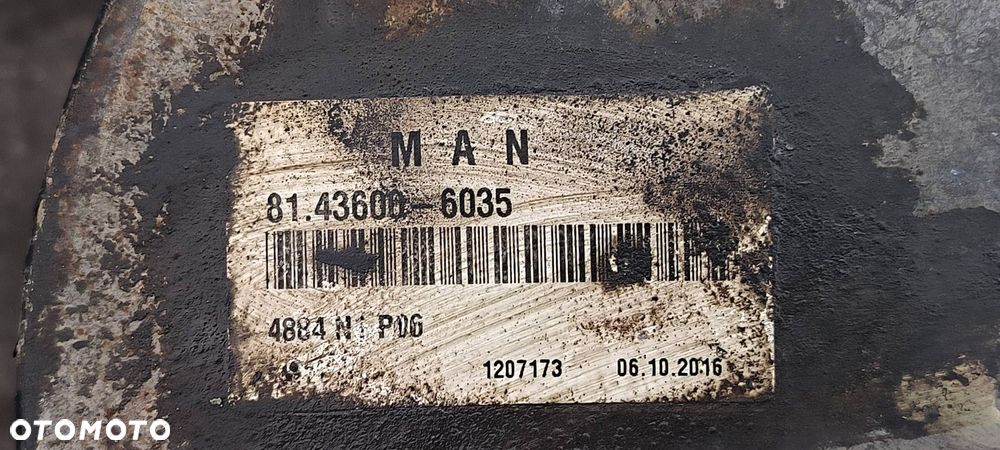 MAN
81.43600-6035
4884 N1 P06
1207173 06.10.2016
OTOMOTO